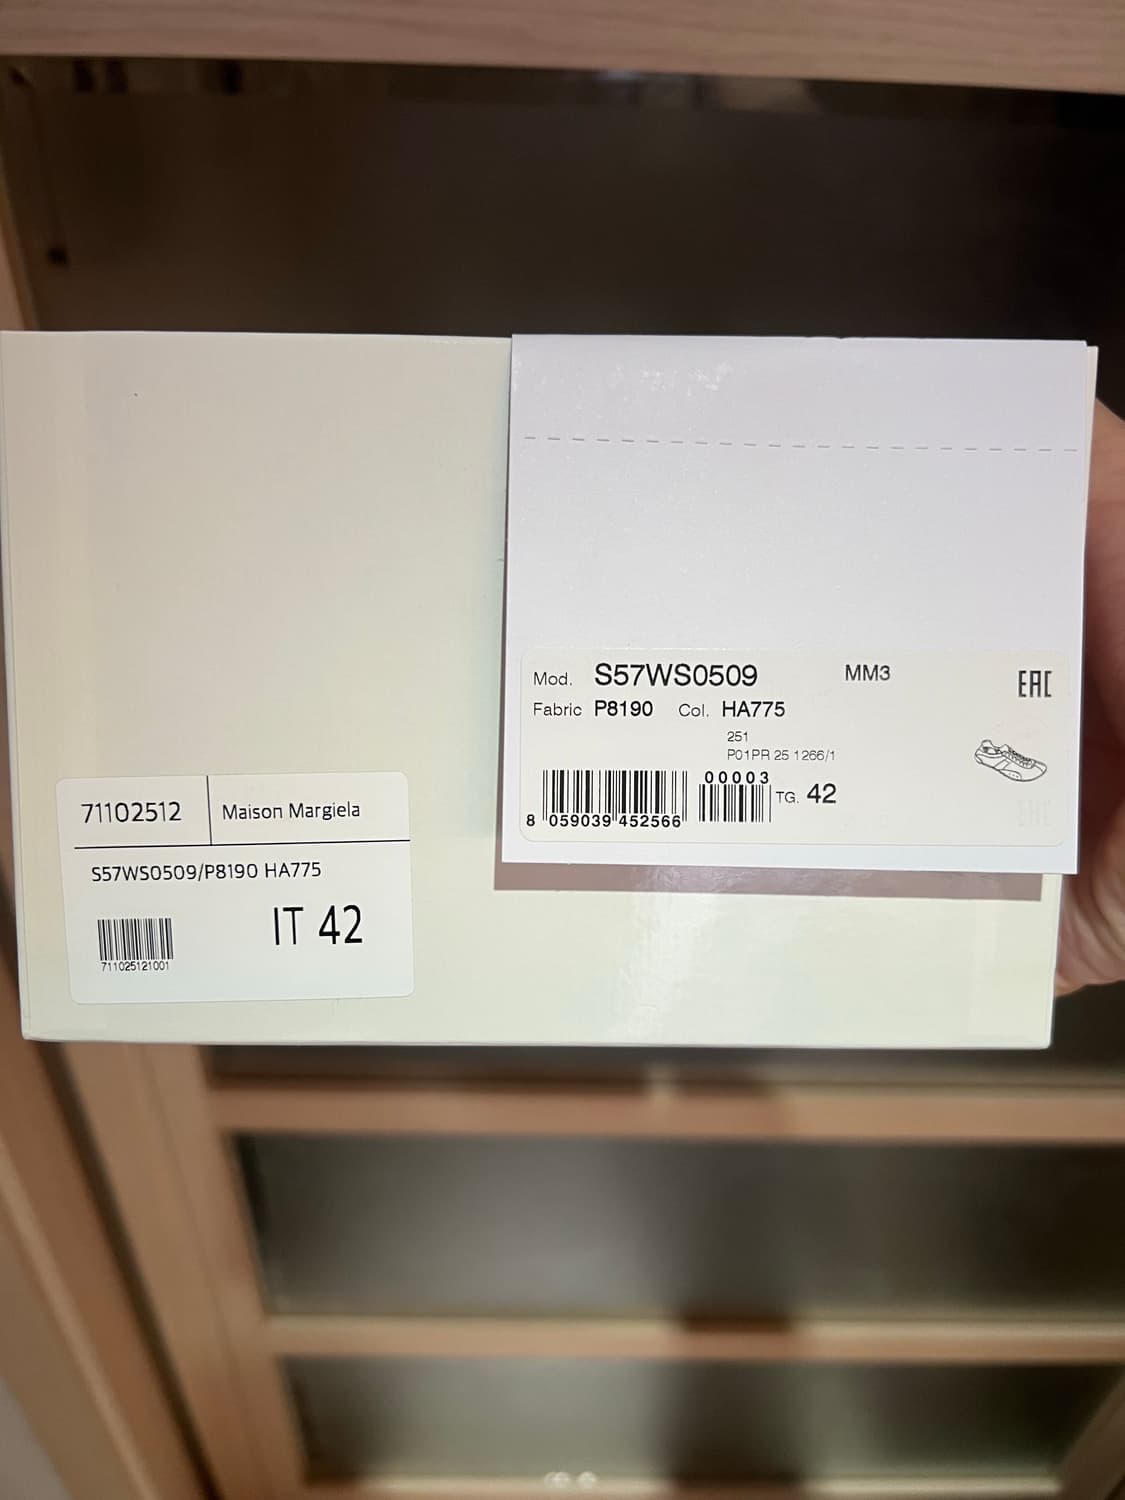 Mod. S57WS0509 MM3
EAC
Fabric P8190 Col. HA775
251
P01PR 25 1266/1
00003
TG. 42
8 059039 452566
71102512 Maison Margiela
S57WS0509/P8190 HA775
IT 42
711025121001